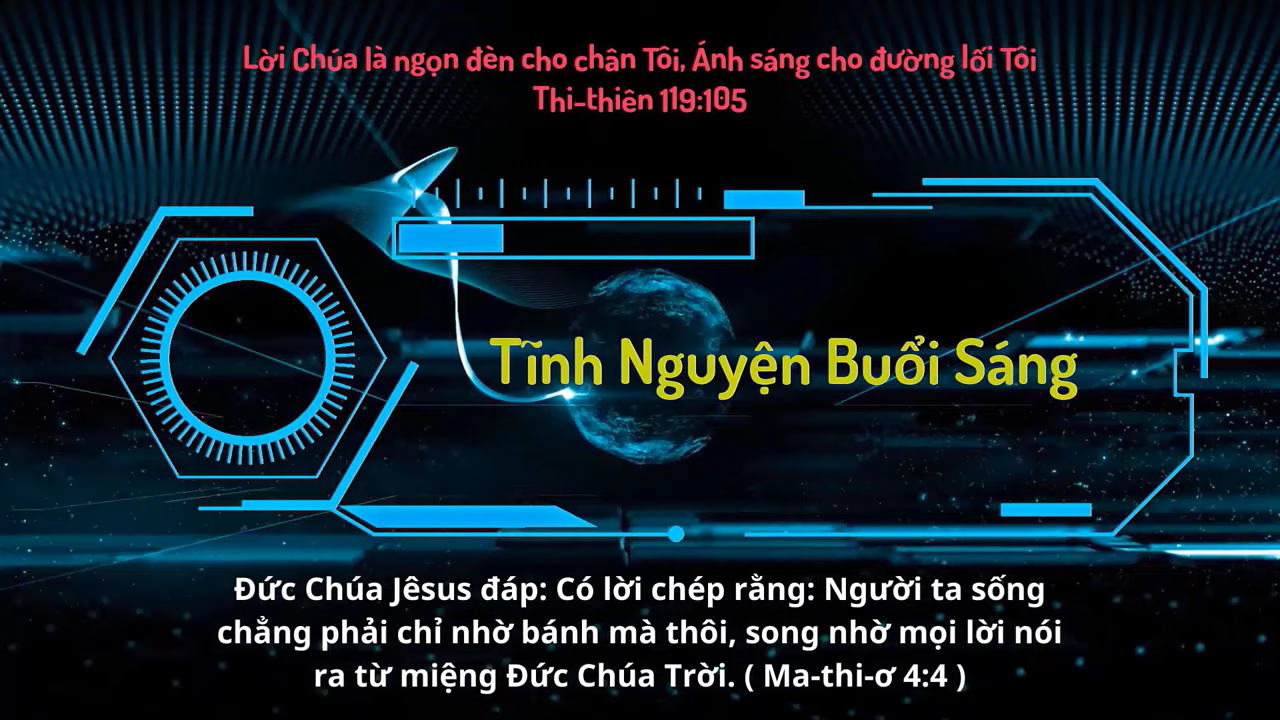 Lời Chúa là ngọn đèn cho chân Tôi, Ánh sáng cho đường lối Tôi
Thi-thiên 119:105
Tĩnh Nguyện Buổi Sáng
Đức Chúa Jêsus đáp: Có lời chép rằng: Người ta sống
chẳng phải chỉ nhờ bánh mà thôi, song nhờ mọi lời nói
ra từ miệng Đức Chúa Trời. ( Ma-thi-ơ 4:4 )